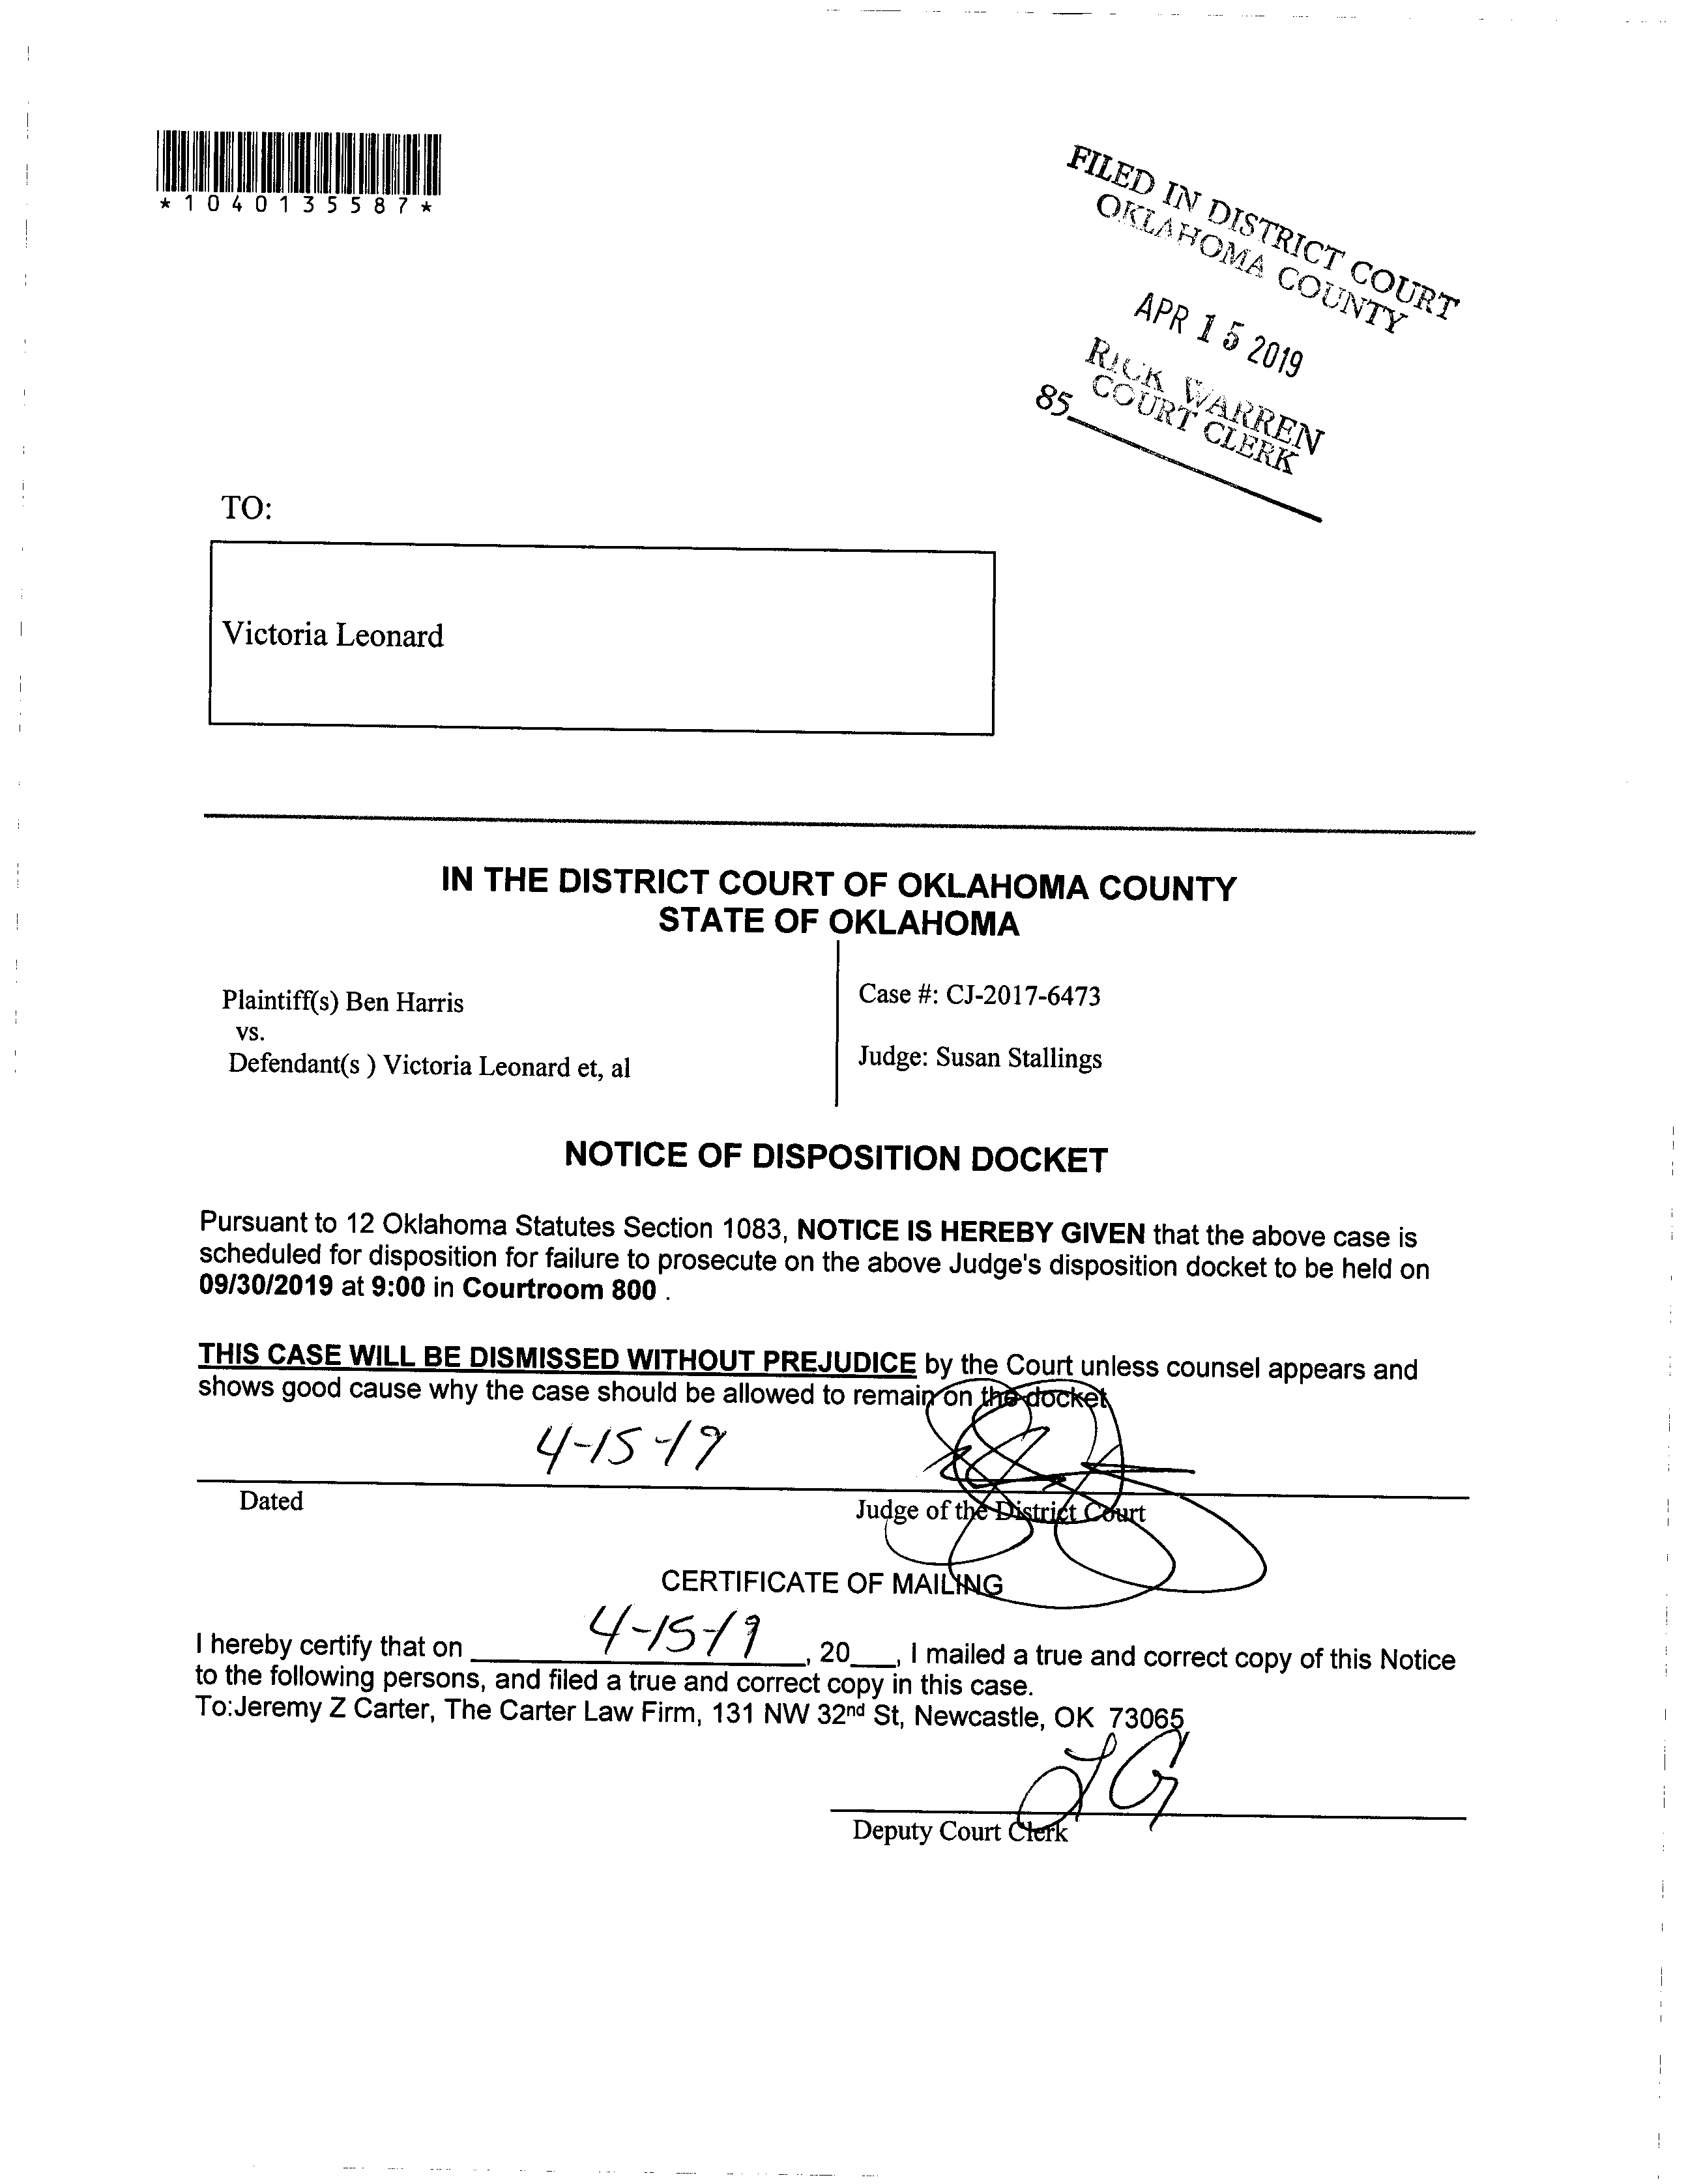 *1040135587*
FILED IN DISTRICT COURT
OKLAHOMA COUNTY
APR 15 2019
RICK WARREN
COURT CLERK
85
TO:
Victoria Leonard
IN THE DISTRICT COURT OF OKLAHOMA COUNTY
STATE OF OKLAHOMA
Plaintiff(s) Ben Harris
vs.
Defendant(s ) Victoria Leonard et, al
Case #: CJ-2017-6473
Judge: Susan Stallings
NOTICE OF DISPOSITION DOCKET
Pursuant to 12 Oklahoma Statutes Section 1083, NOTICE IS HEREBY GIVEN that the above case is
scheduled for disposition for failure to prosecute on the above Judge's disposition docket to be held on
09/30/2019 at 9:00 in Courtroom 800 .
THIS CASE WILL BE DISMISSED WITHOUT PREJUDICE by the Court unless counsel appears and
shows good cause why the case should be allowed to remain on the docket
4-15-19
Dated
Judge of the District Court
CERTIFICATE OF MAILING
I hereby certify that on 4-15-19, 20___, I mailed a true and correct copy of this Notice
to the following persons, and filed a true and correct copy in this case.
To:Jeremy Z Carter, The Carter Law Firm, 131 NW 32nd St, Newcastle, OK 73065
Deputy Court Clerk